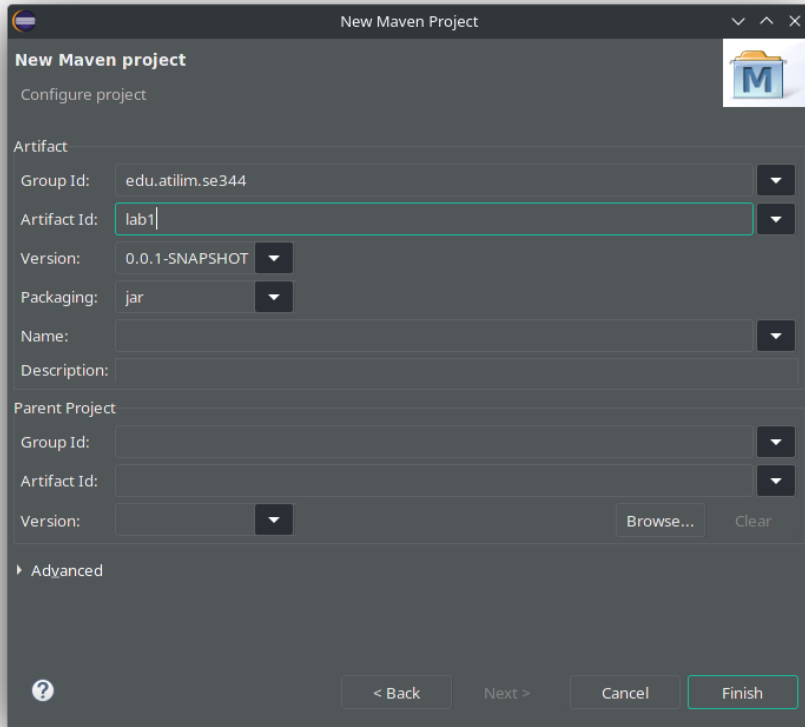 New Maven Project
New Maven project
Configure project
M
Artifact
Group Id: edu.atilim.se344
Artifact Id: lab1
Version: 0.0.1-SNAPSHOT
Packaging: jar
Name:
Description:
Parent Project
Group Id:
Artifact Id:
Version: Browse... Clear
Advanced
? < Back Next > Cancel Finish